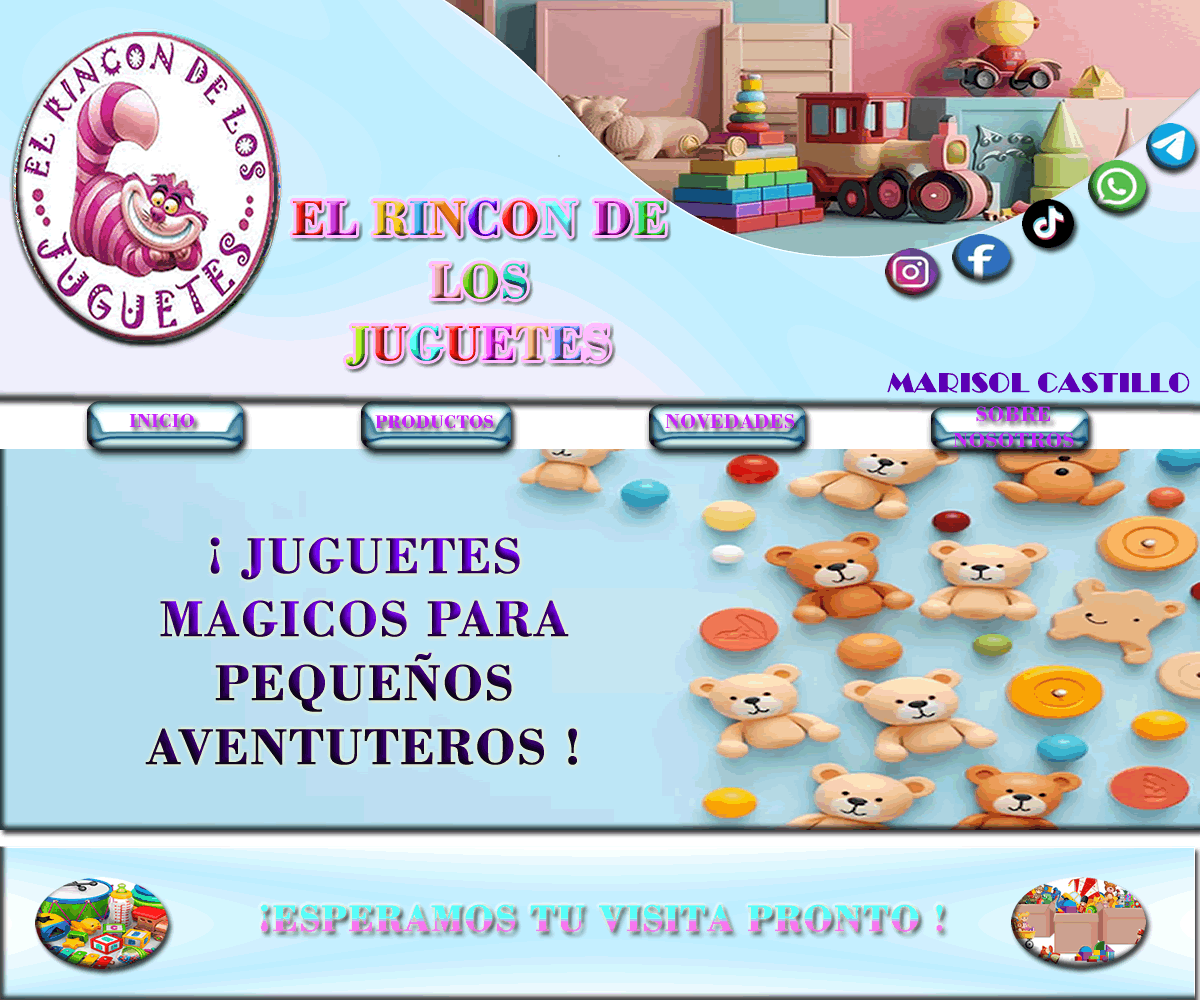 EL RINCON DE LOS
JUGUETES
EL RINCON DE
LOS
JUGUETES
MARISOL CASTILLO
INICIO
PRODUCTOS
NOVEDADES
SOBRE
NOSOTROS
¡ JUGUETES
MAGICOS PARA
PEQUEÑOS
AVENTUTEROS !
¡ESPERAMOS TU VISITA PRONTO !